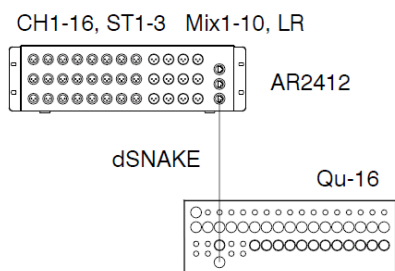 CH1-16, ST1-3 Mix1-10, LR
AR2412
dSNAKE
Qu-16